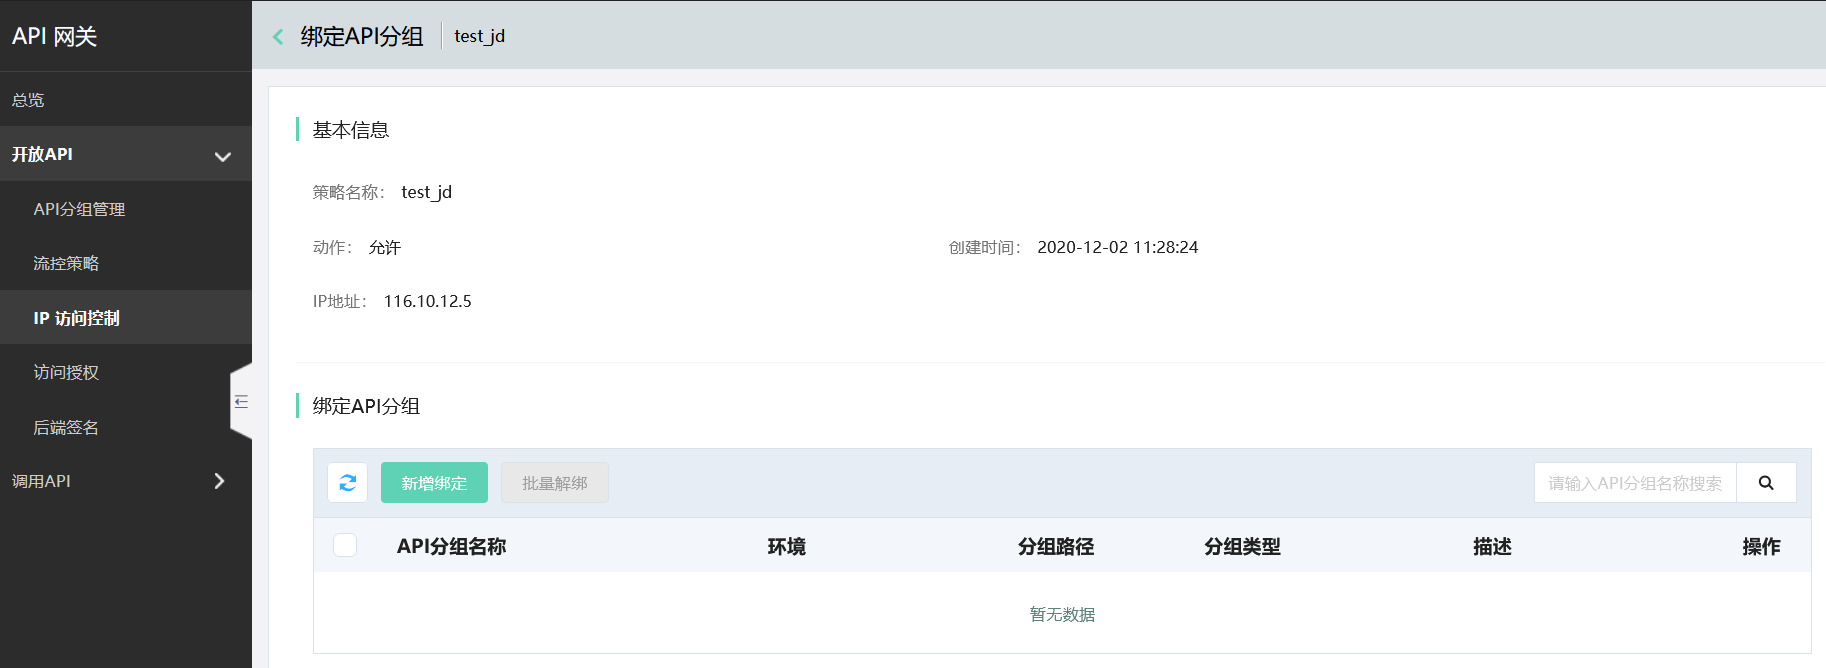 API 网关
总览
开放API
API分组管理
流控策略
IP 访问控制
访问授权
后端签名
调用API
绑定API分组 test_jd
基本信息
策略名称： test_jd
动作： 允许 创建时间： 2020-12-02 11:28:24
IP地址： 116.10.12.5
绑定API分组
新增绑定 批量解绑 请输入API分组名称搜索
API分组名称 环境 分组路径 分组类型 描述 操作
暂无数据